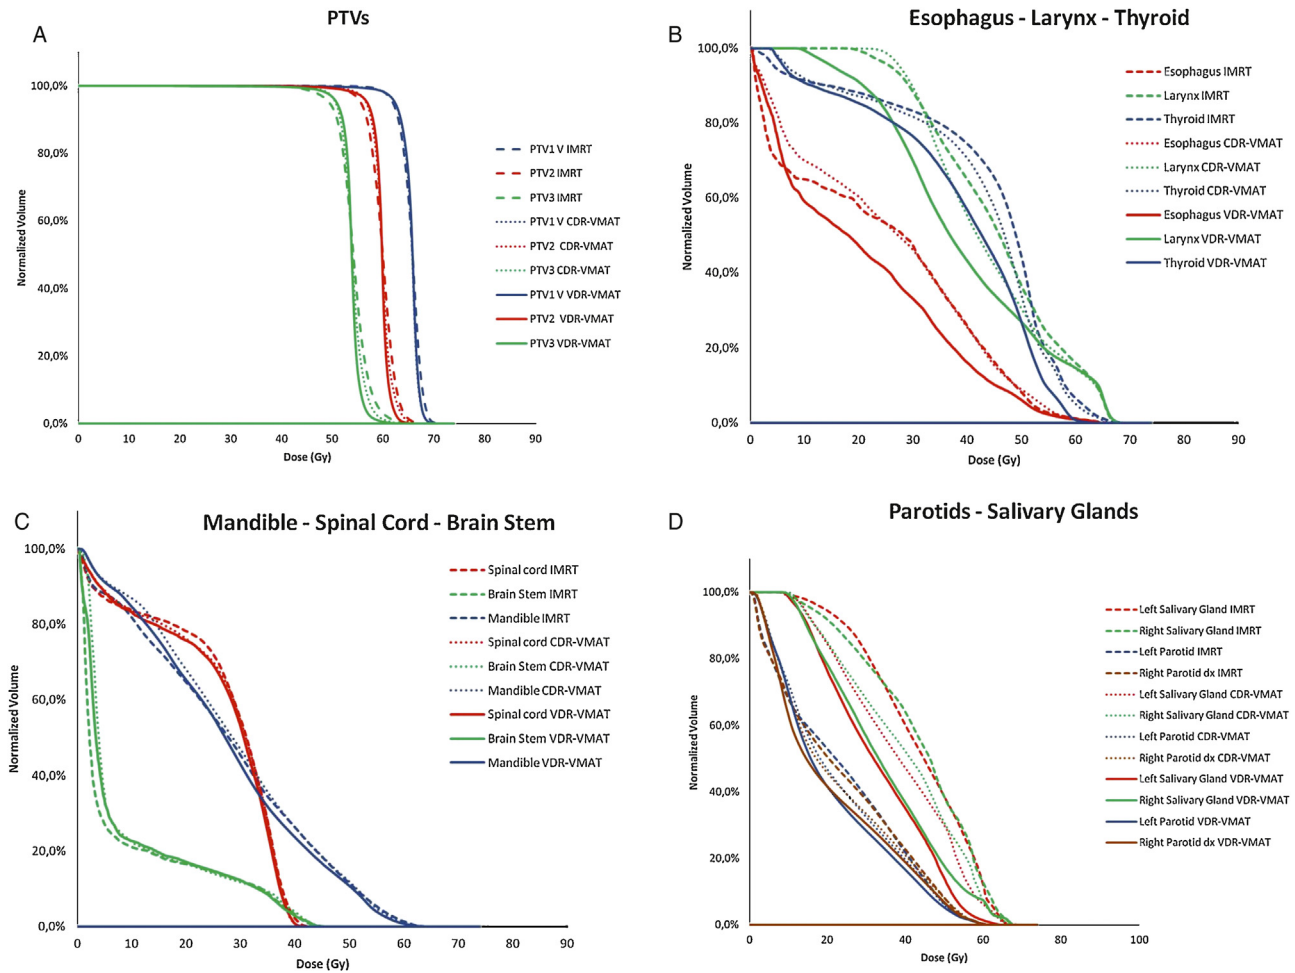 A
PTVs
100,0%
80,0%
60,0%
40,0%
20,0%
0,0%
Normalized Volume
0 10 20 30 40 50 60 70 80 90
Dose (Gy)
PTV1 V IMRT
PTV2 IMRT
PTV3 IMRT
PTV1 V CDR-VMAT
PTV2 CDR-VMAT
PTV3 CDR-VMAT
PTV1 V VDR-VMAT
PTV2 VDR-VMAT
PTV3 VDR-VMAT
B
Esophagus - Larynx - Thyroid
100,0%
80,0%
60,0%
40,0%
20,0%
0,0%
Normalized Volume
0 10 20 30 40 50 60 70 80 90
Dose (Gy)
Esophagus IMRT
Larynx IMRT
Thyroid IMRT
Esophagus CDR-VMAT
Larynx CDR-VMAT
Thyroid CDR-VMAT
Esophagus VDR-VMAT
Larynx VDR-VMAT
Thyroid VDR-VMAT
C
Mandible - Spinal Cord - Brain Stem
100,0%
80,0%
60,0%
40,0%
20,0%
0,0%
Normalized Volume
0 10 20 30 40 50 60 70 80 90
Dose (Gy)
Spinal cord IMRT
Brain Stem IMRT
Mandible IMRT
Spinal cord CDR-VMAT
Brain Stem CDR-VMAT
Mandible CDR-VMAT
Spinal cord VDR-VMAT
Brain Stem VDR-VMAT
Mandible VDR-VMAT
D
Parotids - Salivary Glands
100,0%
80,0%
60,0%
40,0%
20,0%
0,0%
Normalized Volume
0 20 40 60 80 100
Dose (Gy)
Left Salivary Gland IMRT
Right Salivary Gland IMRT
Left Parotid IMRT
Right Parotid dx IMRT
Left Salivary Gland CDR-VMAT
Right Salivary Gland CDR-VMAT
Left Parotid CDR-VMAT
Right Parotid dx CDR-VMAT
Left Salivary Gland VDR-VMAT
Right Salivary Gland VDR-VMAT
Left Parotid VDR-VMAT
Right Parotid dx VDR-VMAT